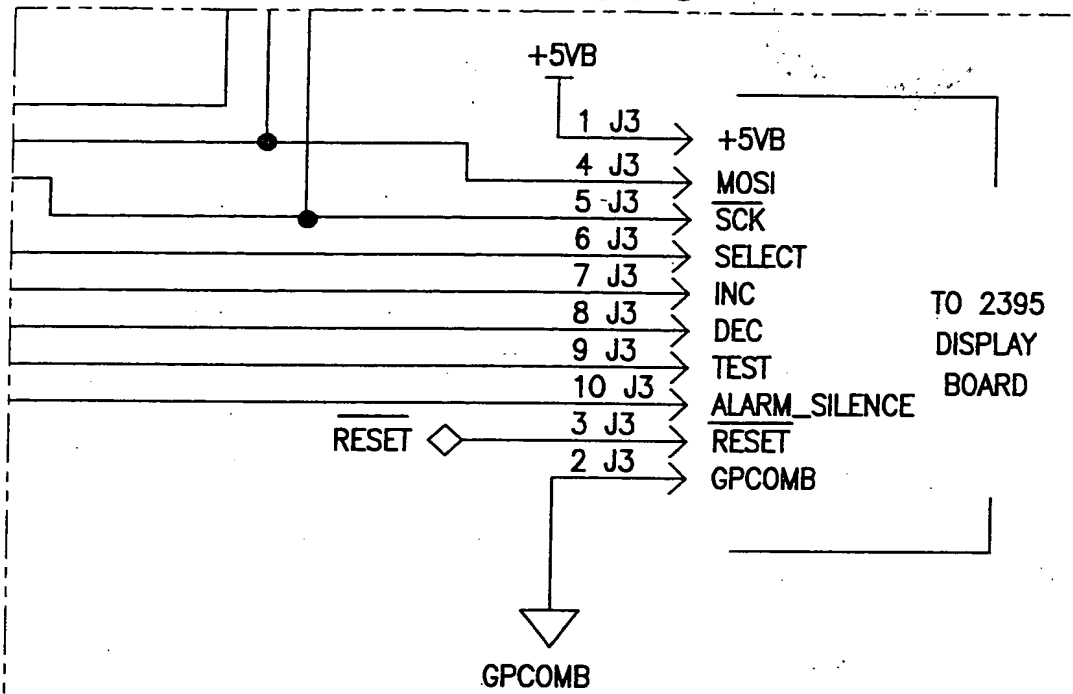 +5VB
1 J3
+5VB
4 J3
MOSI
5 J3
SCK
6 J3
SELECT
7 J3
INC
8 J3
DEC
9 J3
TEST
10 J3
ALARM_SILENCE
RESET
3 J3
RESET
2 J3
GPCOMB
TO 2395
DISPLAY
BOARD
GPCOMB